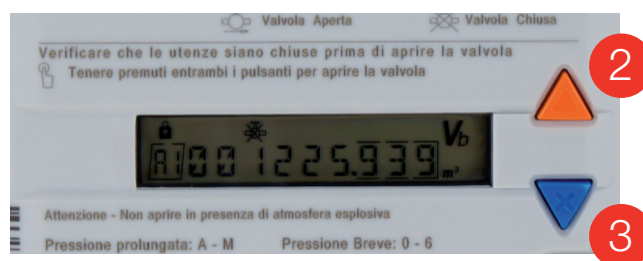 Valvola Aperta Valvola Chiusa
Verificare che le utenze siano chiuse prima di aprire la valvola
Tenere premuti entrambi i pulsanti per aprire la valvola
2
Vb
A1 001225.939 m³
Attenzione - Non aprire in presenza di atmosfera esplosiva
Pressione prolungata: A - M Pressione Breve: 0 - 6
3